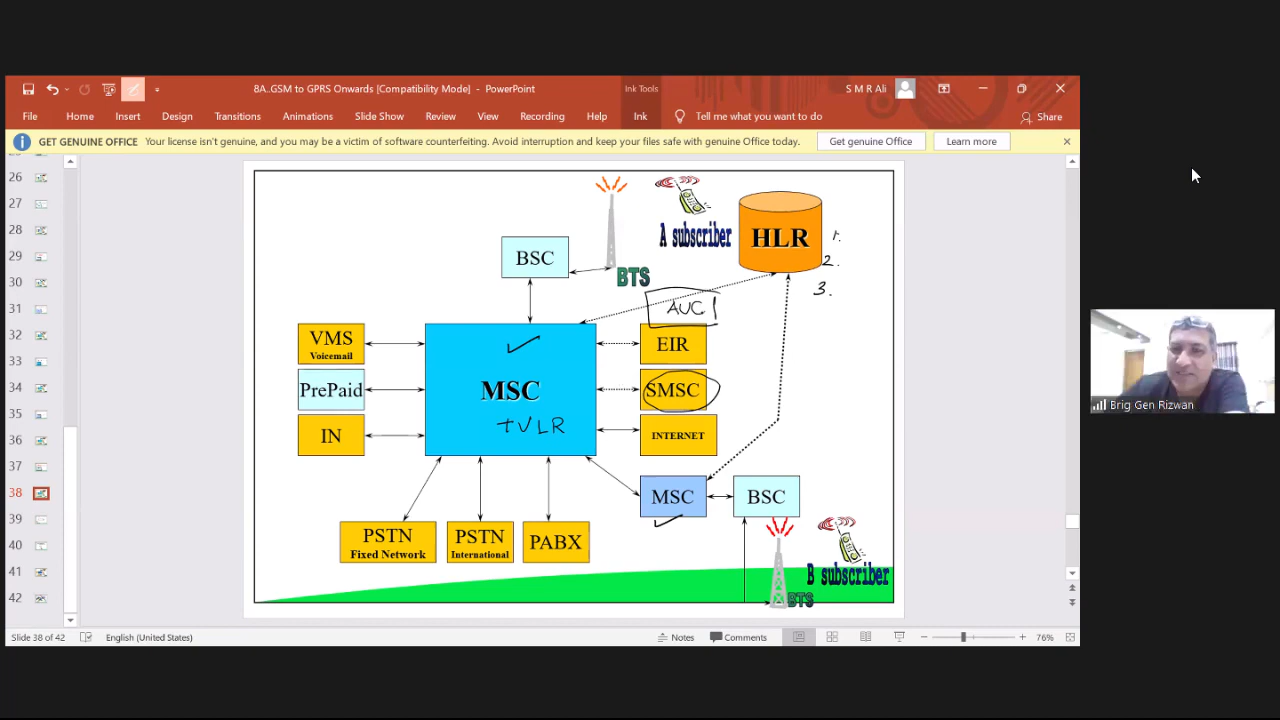 8A..GSM to GPRS Onwards [Compatibility Mode] - PowerPoint
Ink Tools
S M R Ali
File Home Insert Design Transitions Animations Slide Show Review View Recording Help Ink Tell me what you want to do Share
GET GENUINE OFFICE Your license isn't genuine, and you may be a victim of software counterfeiting. Avoid interruption and keep your files safe with genuine Office today. Get genuine Office Learn more
26
27
28
29
30
31
32
33
34
35
36
37
38
39
40
41
42
A subscriber
HLR
1.
2.
3.
BSC
BTS
AUC
VMS
Voicemail
EIR
PrePaid
MSC
SMSC
+VLR
IN
INTERNET
MSC
BSC
PSTN
Fixed Network
PSTN
International
PABX
B subscriber
BTS
Brig Gen Rizwan
Slide 38 of 42 English (United States) Notes Comments 76%